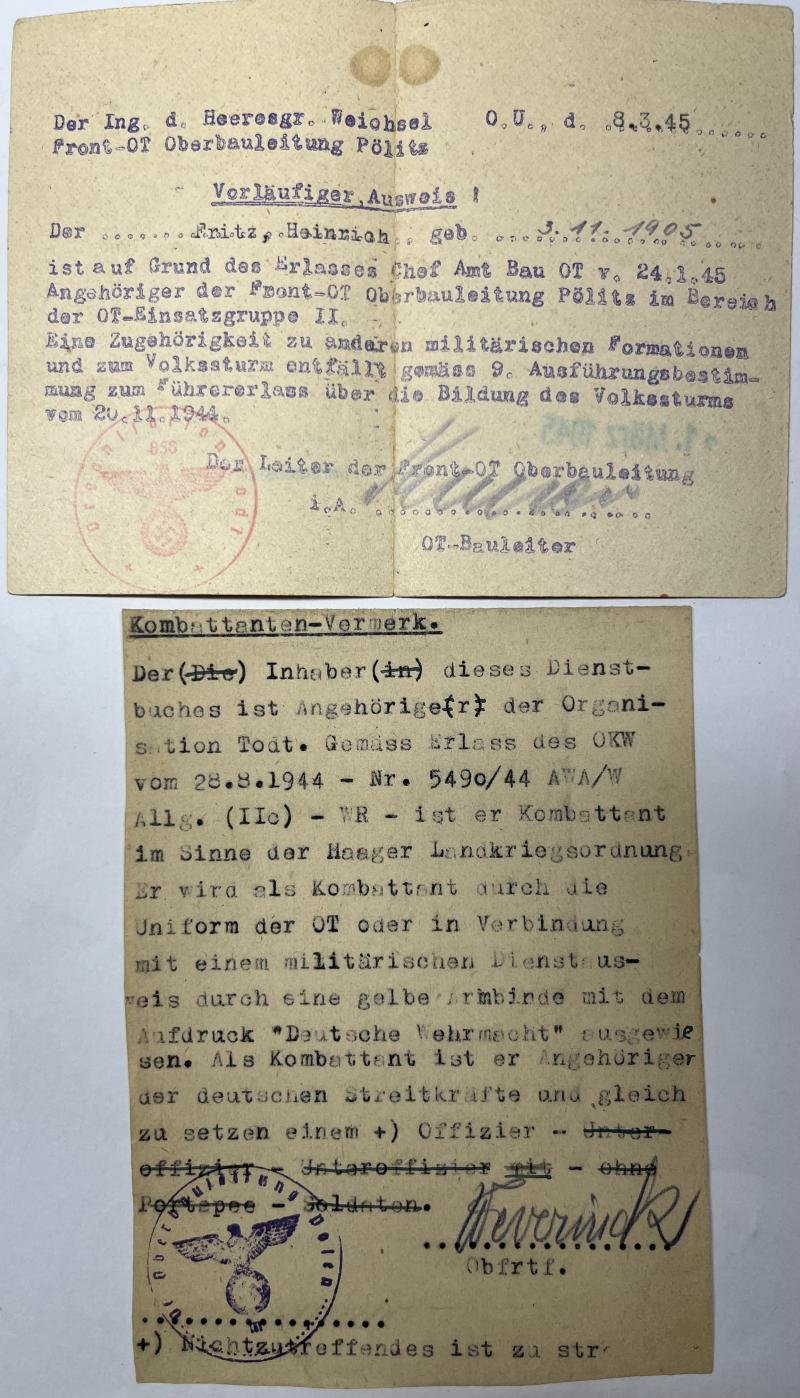 Der Ing. d. Heeresgr. Weichsel O.U., d. .8.3.45......
Front-OT Oberbauleitung Pölitz
Vorläufiger Ausweis !
Der .......Fritz, Heinrich., geb. ...3.11.1905......
ist auf Grund des Erlasses Chef Amt Bau OT v. 24.1.45
Angehöriger der Front-OT Oberbauleitung Pölitz im Bereich
der OT-Einsatzgruppe II.
Eine Zugehörigkeit zu anderen militärischen Formationen
und zum Volkssturm entfällt gemäss 9. Ausführungsbestim-
mung zum Führererlass über die Bildung des Volkssturms
vom 20.11.1944.
1. März 1945
Organisation Todt
Der Leiter der Front-OT Oberbauleitung
i.A. ........................
OT-Bauleiter
Kombattanten-Vermerk.
Der(Die) Inhaber(in) dieses Dienst-
buches ist Angehörige(r) der Organi-
sation Todt. Gemäss Erlass des OKW
vom 28.8.1944 - Nr. 5490/44 AWA/W
Allg. (IIc) - WR - ist er Kombattant
im Sinne der Haager Landkriegsordnung
Er wird als Kombattant durch die
Uniform der OT oder in Verbindung
mit einem militärischen Dienstaus-
weis durch eine gelbe Armbinde mit dem
Aufdruck "Deutsche Wehrmacht" ausgewie
sen. Als Kombattant ist er Angehöriger
der deutschen Streitkräfte und gleich
zu setzen einem +) Offizier - Unter-
offizier - Unteroffizier mit - ohne
Portepee - Soldaten.
Obfrtf.
+) Nichtzutreffendes ist zu str